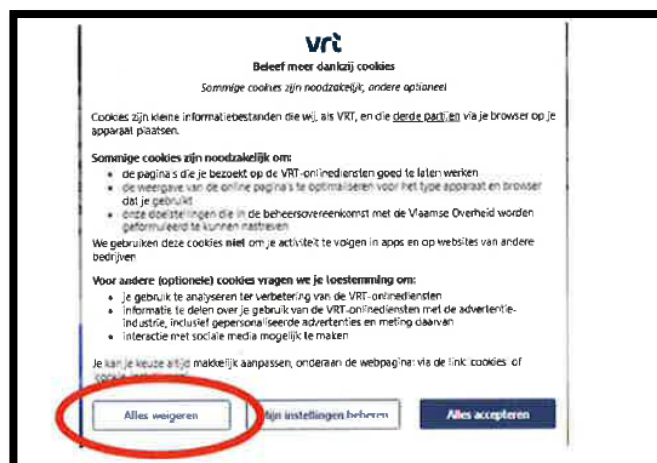 vrt
Beleef meer dankzij cookies
Sommige cookies zijn noodzakelijk, andere optioneel
Cookies zijn kleine informatiebestanden die wij, als VRT, en die derde partijen via je browser op je
apparaat plaatsen.
Sommige cookies zijn noodzakelijk om:
• de pagina's die je bezoekt op de VRT-onlinediensten goed te laten werken
• de weergave van de online pagina's te optimaliseren voor het type apparaat en browser
dat je gebruikt
• onze doelstellingen die in de beheersovereenkomst met de Vlaamse Overheid worden
geformuleerd te kunnen nastreven
We gebruiken deze cookies niet om je activiteit te volgen in apps en op websites van andere
bedrijven
Voor andere (optionele) cookies vragen we je toestemming om:
• je gebruik te analyseren ter verbetering van de VRT-onlinediensten
• informatie te delen over je gebruik van de VRT-onlinediensten met de advertentie-
industrie, inclusief gepersonaliseerde advertenties en meting daarvan
• interactie met sociale media mogelijk te maken
Je kan je keuze altijd makkelijk aanpassen, onderaan de webpagina: via de link 'cookies' of
Alles weigeren Mijn instellingen beheren Alles accepteren